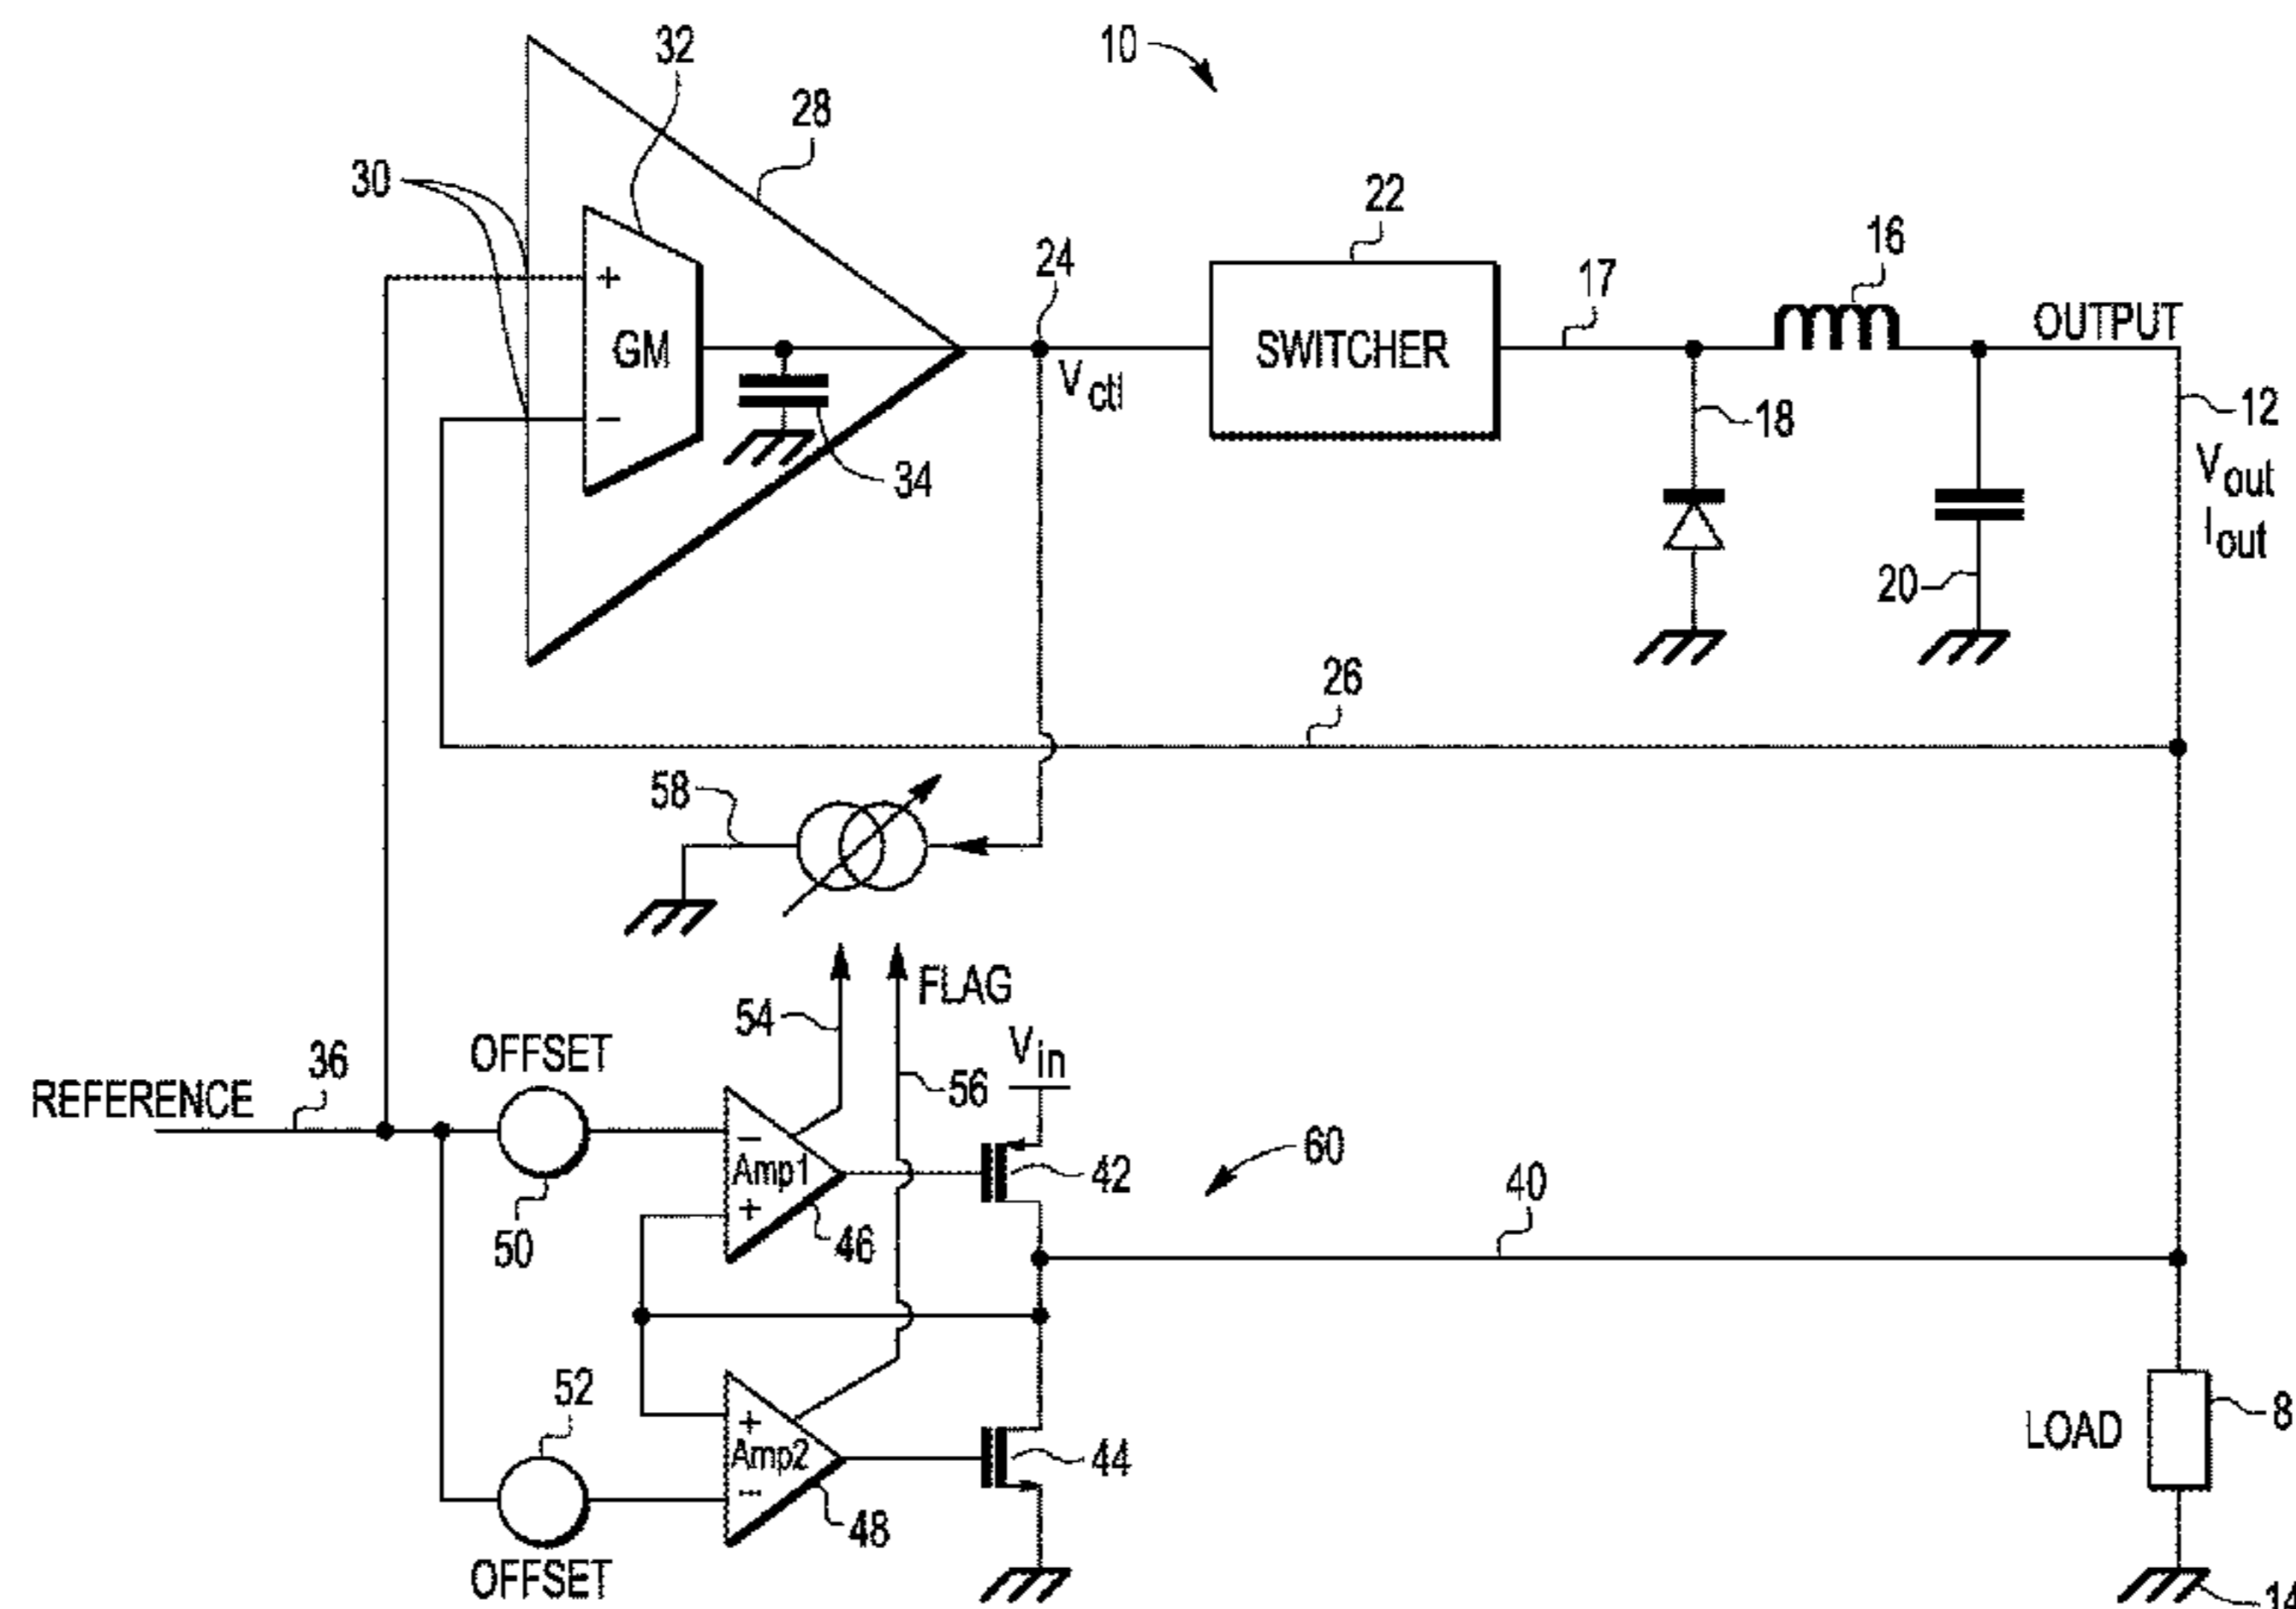 32
10
28
30
22
16
24
17
+
GM
SWITCHER
OUTPUT
Vctl
12
18
−
34
Vout
Iout
20
26
58
FLAG
54
Vin
OFFSET
36
56
REFERENCE
60
−
Amp1
42
40
+
50
46
52
+
8
LOAD
Amp2
44
−
48
OFFSET
14